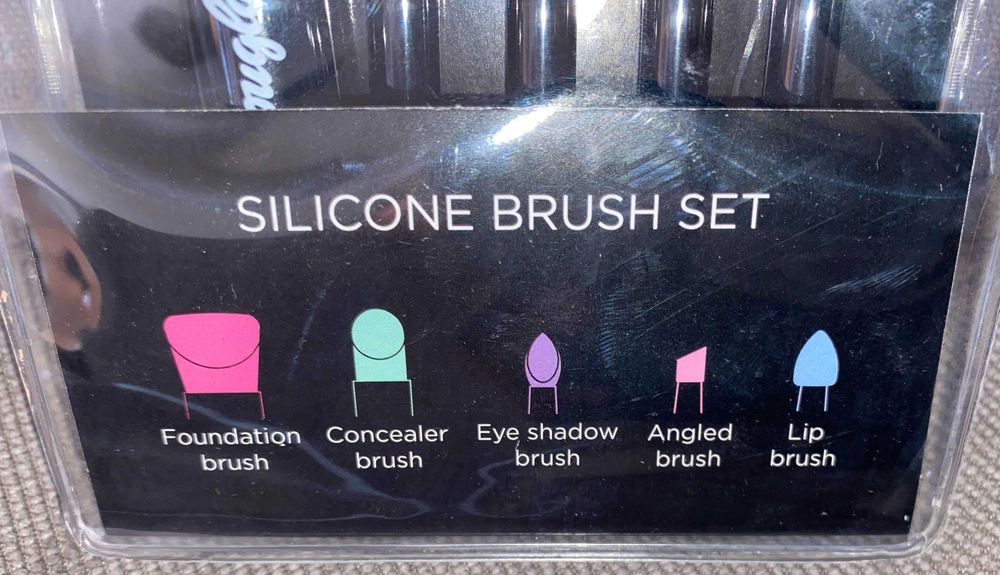 SILICONE BRUSH SET
Foundation brush
Concealer brush
Eye shadow brush
Angled brush
Lip brush